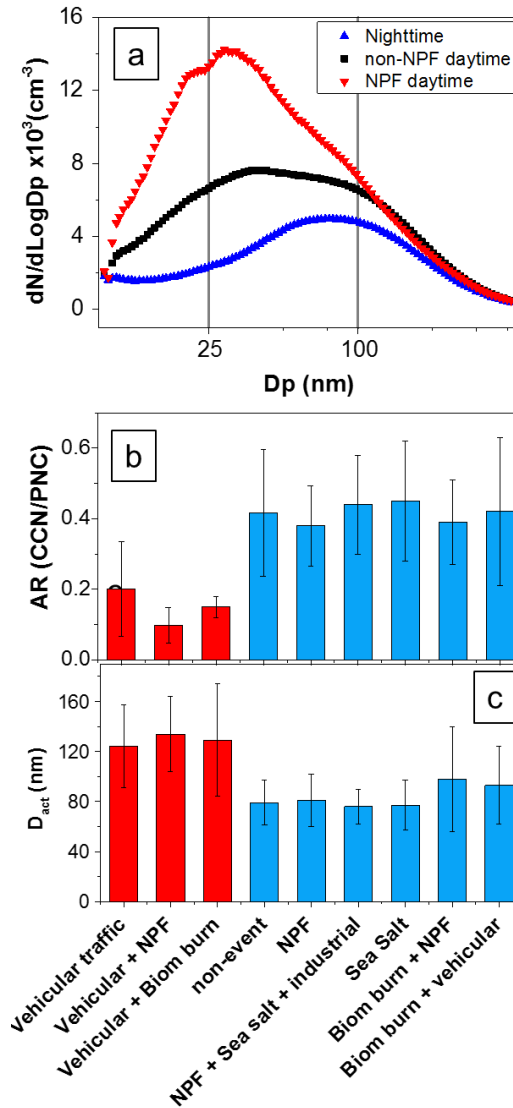 a
Nighttime
non-NPF daytime
NPF daytime
16
12
8
4
0
dN/dLogDp x10³(cm⁻³)
25
100
Dp (nm)
b
0.6
0.4
0.2
0.0
AR (CCN/PNC)
c
160
120
80
40
0
D_act (nm)
Vehicular traffic
Vehicular + NPF
Vehicular + Biom burn
non-event
NPF
NPF + Sea salt + industrial
Sea Salt
Biom burn + NPF
Biom burn + vehicular